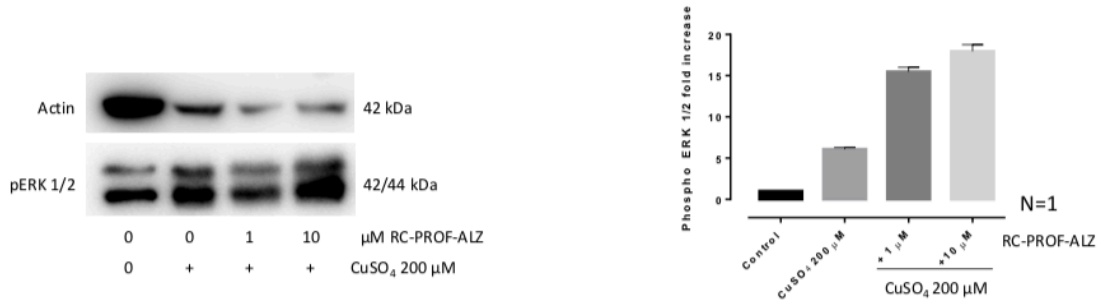 Actin 42 kDa
pERK 1/2 42/44 kDa
0 0 1 10 µM RC-PROF-ALZ
0 + + + CuSO₄ 200 µM
Phospho ERK 1/2 fold increase
20
15
10
5
0
Control
CuSO₄ 200 µM
+ 1 µM
+10 µM
N=1
RC-PROF-ALZ
CuSO₄ 200 µM